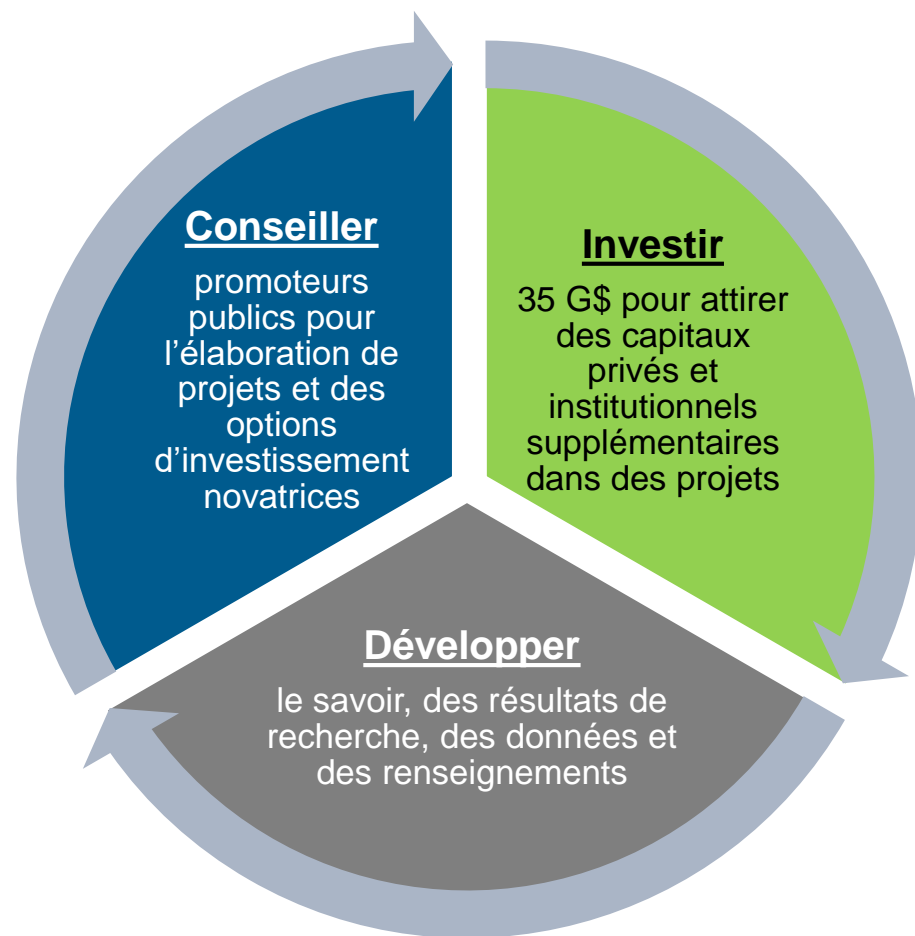 Conseiller
promoteurs
publics pour
l’élaboration de
projets et des
options
d’investissement
novatrices
Investir
35 G$ pour attirer
des capitaux
privés et
institutionnels
supplémentaires
dans des projets
Développer
le savoir, des résultats de
recherche, des données et
des renseignements